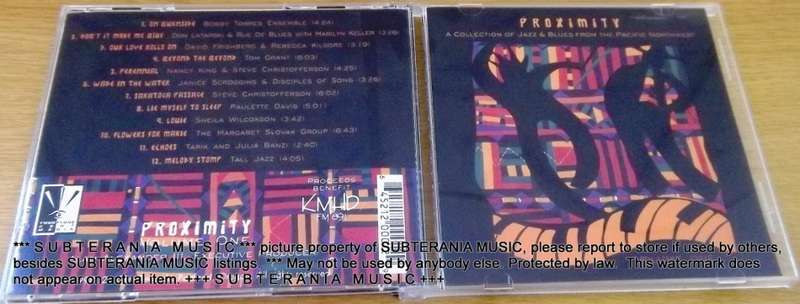 1. On Awakening Bobby Torres Ensemble (4:24)
2. Don't It Make Me Blue Don Latarski & Rue De Blues with Marilyn Keller
3. Our Love Rolls On David Frishberg & Rebecca Kilgore
4. Beyond the Beyond Tom Grant (6:03)
5. Perennial Nancy King & Steve Christofferson (4:25)
6. Wade in the Water Janice Scroggins & Disciples of Song (3:26)
7. Saratoga Passage Steve Christofferson (6:02)
8. Lee Myself to Sleep Paulette Davis (5:01)
9. Louie Sheila Wilcoxson (3:42)
10. Flowers for Marie The Margaret Slovak Group (6:43)
11. Echoes Tarik and Julia Banzi (2:40)
12. Melody Stomp Tall Jazz (4:05)
PROCEEDS
BENEFIT
KMHD
FM 89.1
PROXIMITY
EXECUTIVE
PROXIMITY
A Collection of Jazz & Blues from the Pacific Northwest
*** S U B T E R A N I A   M U S I C *** picture property of SUBTERANIA MUSIC, please report to store if used by others,
besides SUBTERANIA MUSIC listings. *** May not be used by anybody else. Protected by law. This watermark does
not appear on actual item. +++ S U B T E R A N I A   M U S I C +++